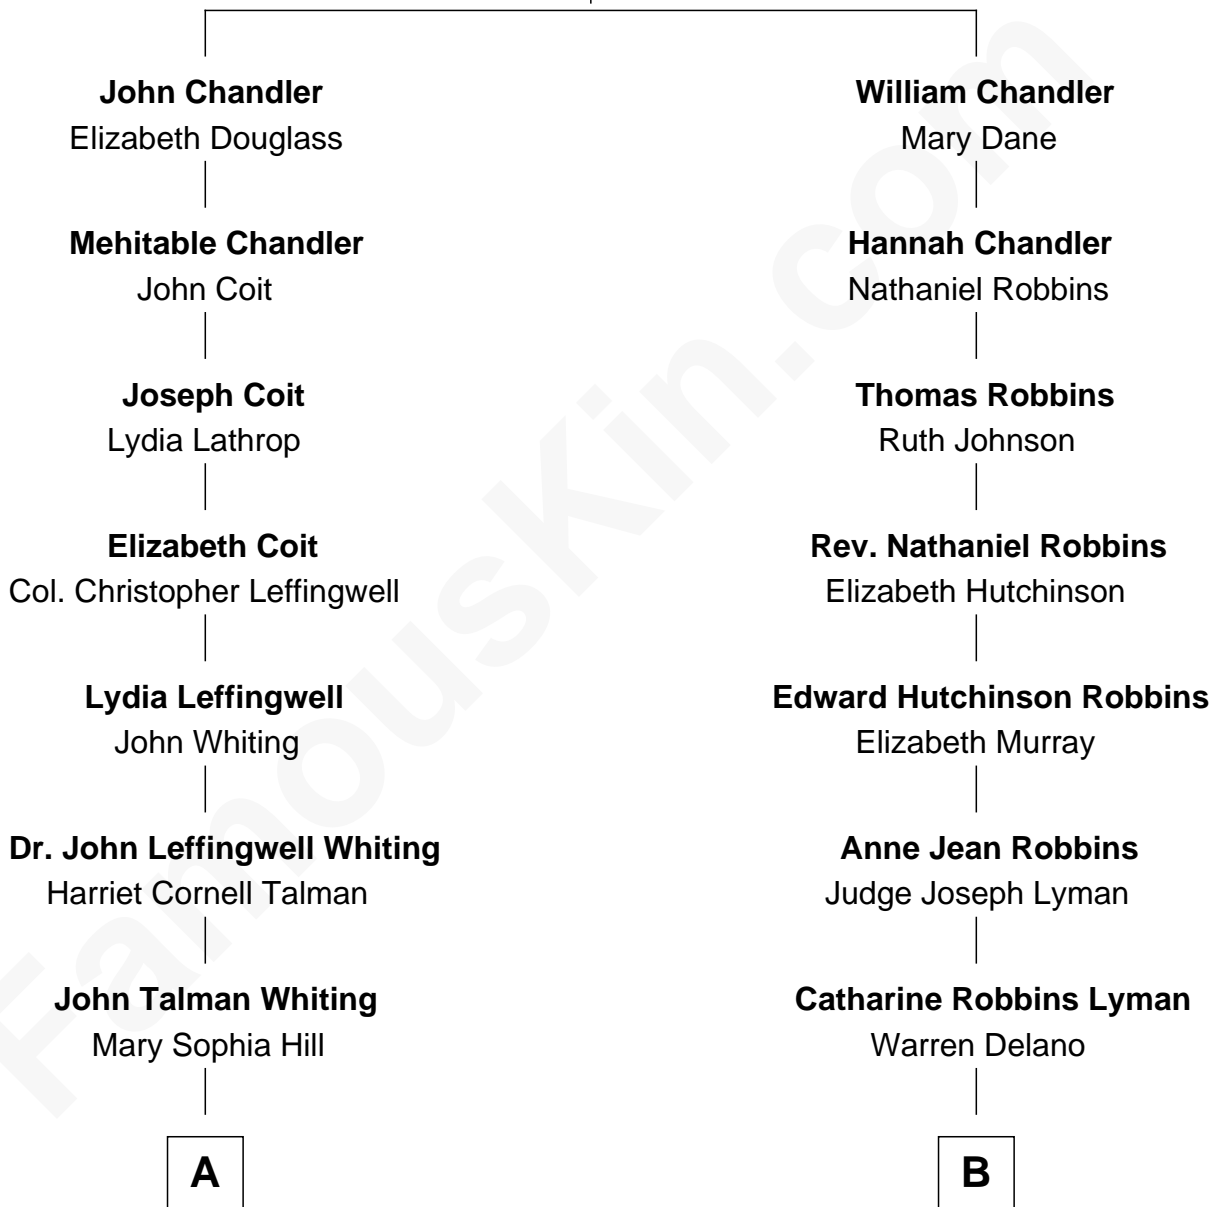 John Chandler
Elizabeth Douglass
Mehitable Chandler
John Coit
Joseph Coit
Lydia Lathrop
Elizabeth Coit
Col. Christopher Leffingwell
Lydia Leffingwell
John Whiting
Dr. John Leffingwell Whiting
Harriet Cornell Talman
John Talman Whiting
Mary Sophia Hill
A
William Chandler
Mary Dane
Hannah Chandler
Nathaniel Robbins
Thomas Robbins
Ruth Johnson
Rev. Nathaniel Robbins
Elizabeth Hutchinson
Edward Hutchinson Robbins
Elizabeth Murray
Anne Jean Robbins
Judge Joseph Lyman
Catharine Robbins Lyman
Warren Delano
B
FamousKin.com